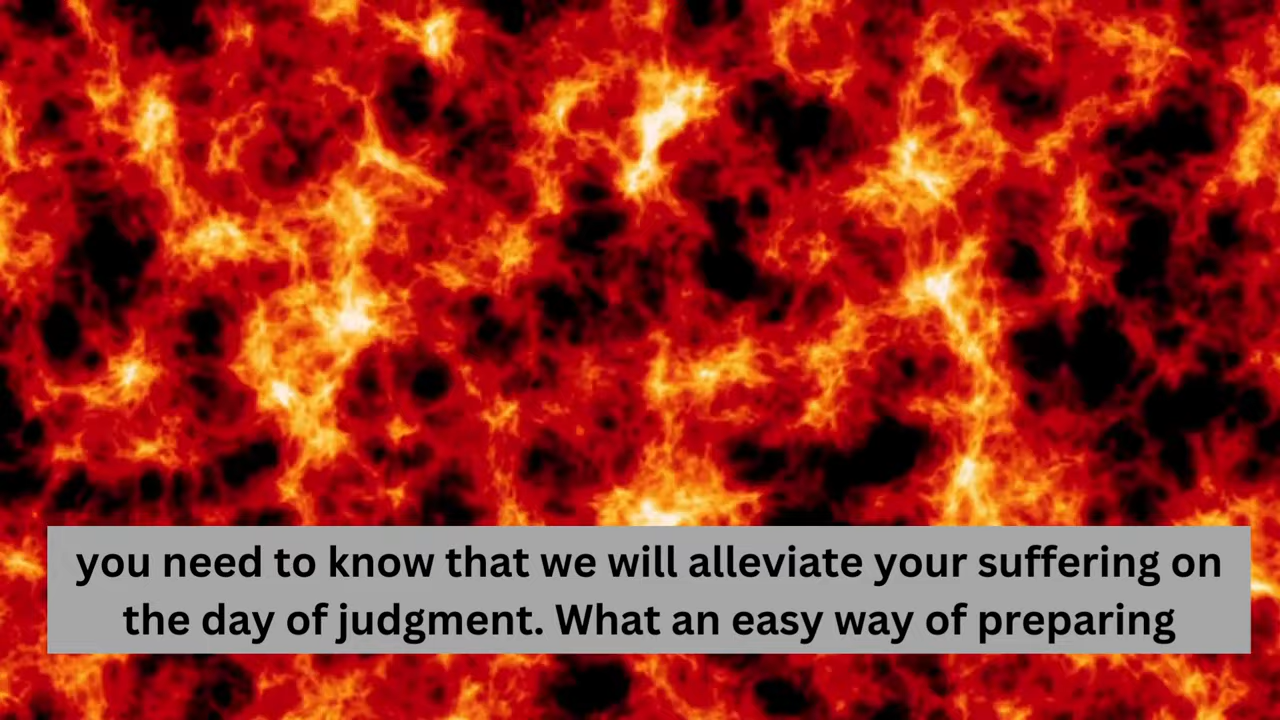 you need to know that we will alleviate your suffering on
the day of judgment. What an easy way of preparing